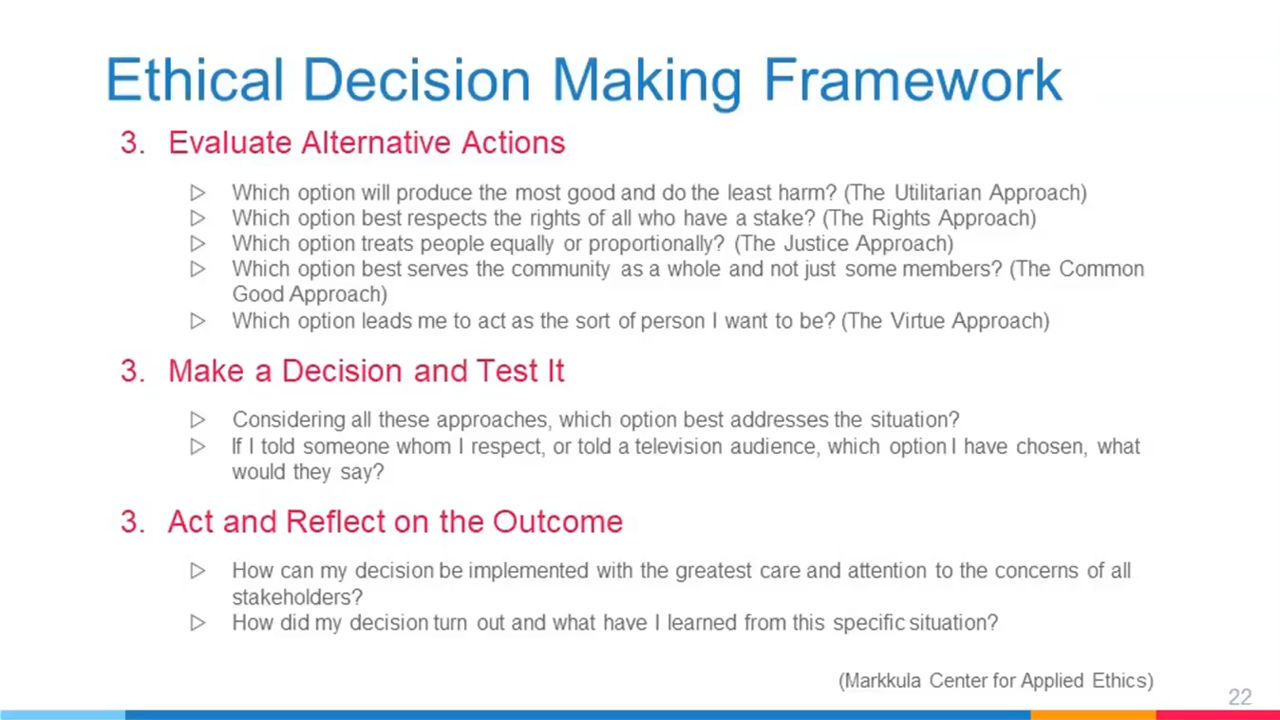 Ethical Decision Making Framework
3. Evaluate Alternative Actions
▷ Which option will produce the most good and do the least harm? (The Utilitarian Approach)
▷ Which option best respects the rights of all who have a stake? (The Rights Approach)
▷ Which option treats people equally or proportionally? (The Justice Approach)
▷ Which option best serves the community as a whole and not just some members? (The Common
Good Approach)
▷ Which option leads me to act as the sort of person I want to be? (The Virtue Approach)
3. Make a Decision and Test It
▷ Considering all these approaches, which option best addresses the situation?
▷ If I told someone whom I respect, or told a television audience, which option I have chosen, what
would they say?
3. Act and Reflect on the Outcome
▷ How can my decision be implemented with the greatest care and attention to the concerns of all
stakeholders?
▷ How did my decision turn out and what have I learned from this specific situation?
(Markkula Center for Applied Ethics)
22